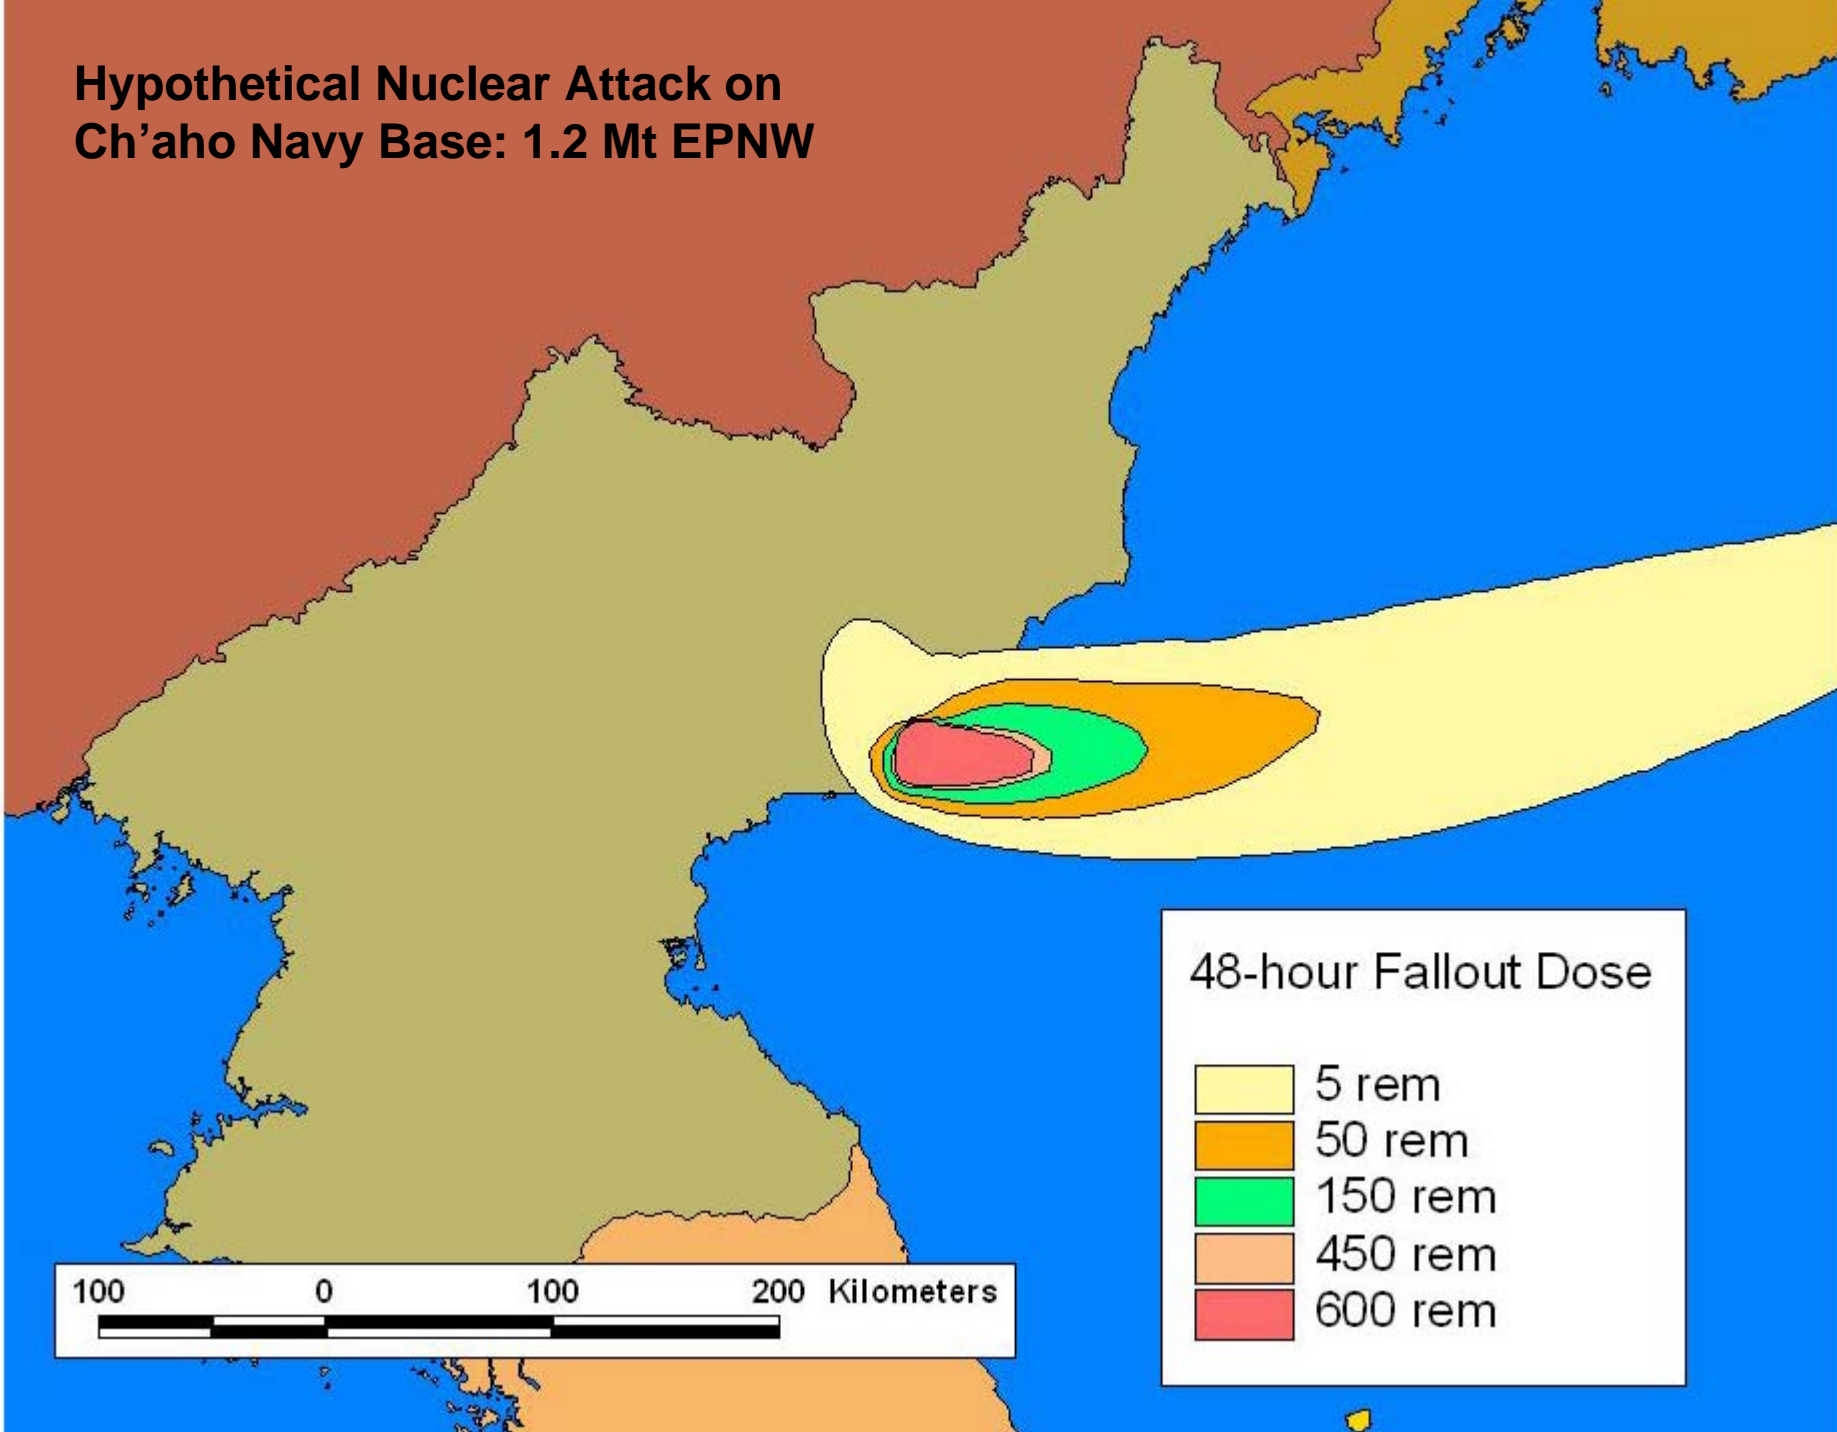 Hypothetical Nuclear Attack on
Ch’aho Navy Base: 1.2 Mt EPNW
48-hour Fallout Dose
5 rem
50 rem
150 rem
450 rem
600 rem
100 0 100 200 Kilometers